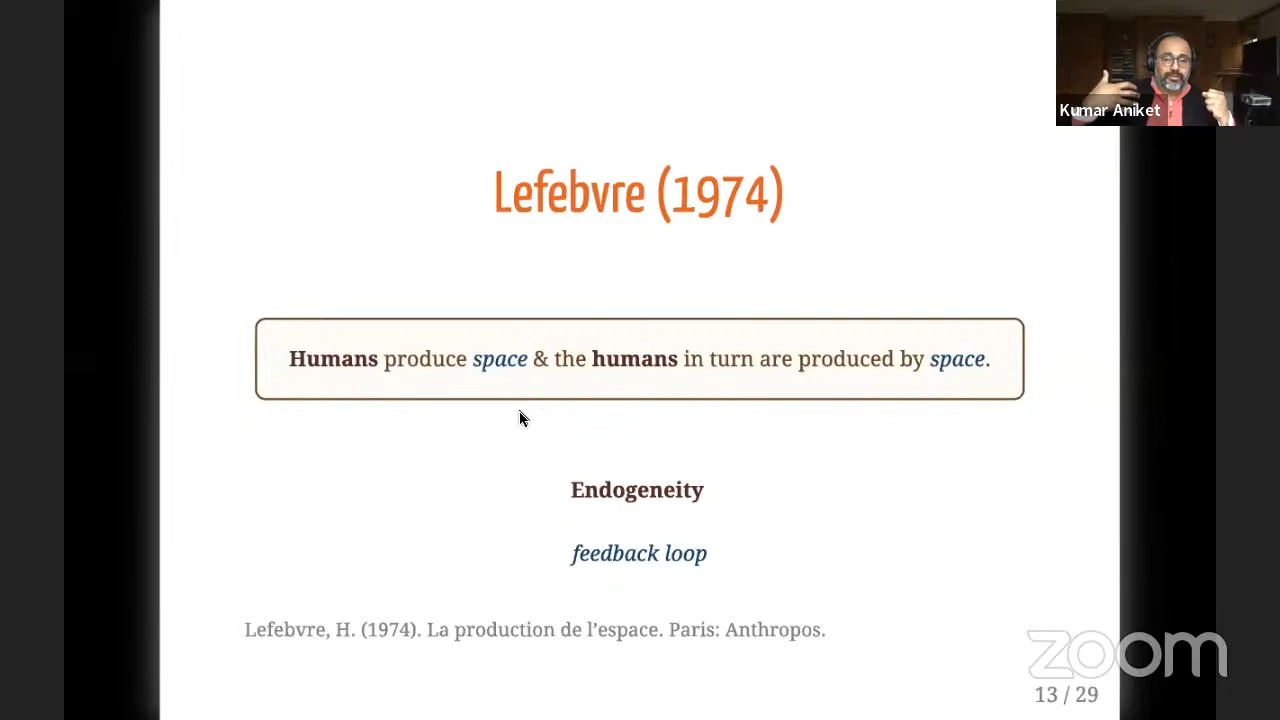 Kumar Aniket
Lefebvre (1974)
Humans produce space & the humans in turn are produced by space.
Endogeneity
feedback loop
Lefebvre, H. (1974). La production de l’espace. Paris: Anthropos.
zoom
13 / 29